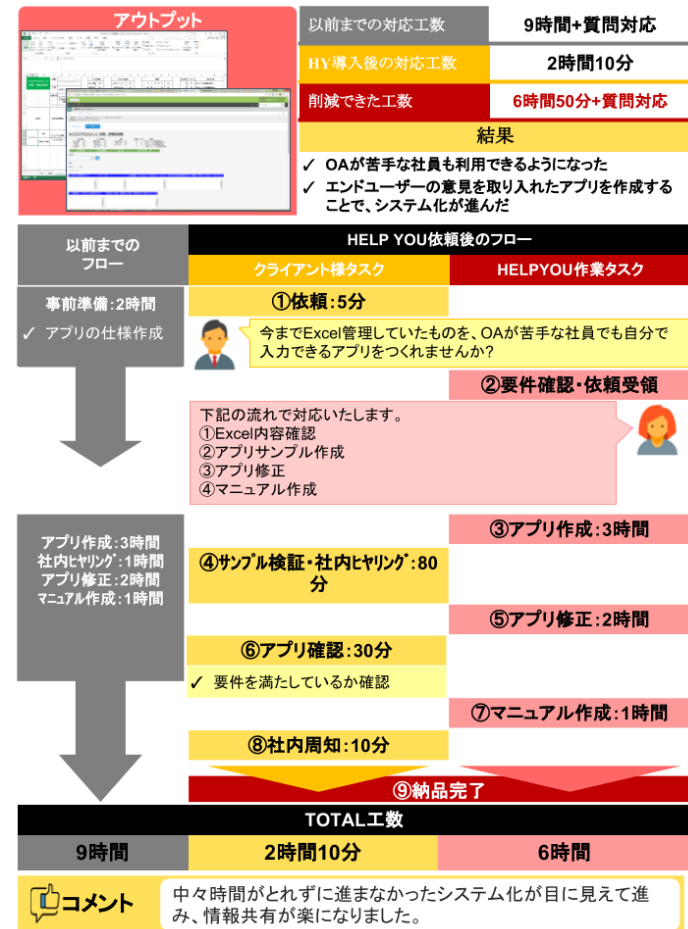 アウトプット
以前までの対応工数
9時間+質問対応
HY導入後の対応工数
2時間10分
削減できた工数
6時間50分+質問対応
結果
✓ OAが苦手な社員も利用できるようになった
✓ エンドユーザーの意見を取り入れたアプリを作成する
ことで、システム化が進んだ
以前までの
フロー
HELP YOU依頼後のフロー
クライアント様タスク
HELPYOU作業タスク
事前準備:2時間
✓ アプリの仕様作成
①依頼:5分
今までExcel管理していたものを、OAが苦手な社員でも自分で
入力できるアプリをつくれませんか?
②要件確認・依頼受領
下記の流れで対応いたします。
①Excel内容確認
②アプリサンプル作成
③アプリ修正
④マニュアル作成
アプリ作成:3時間
社内ヒヤリング:1時間
アプリ修正:2時間
マニュアル作成:1時間
③アプリ作成:3時間
④サンプル検証・社内ヒヤリング:80
分
⑤アプリ修正:2時間
⑥アプリ確認:30分
✓ 要件を満たしているか確認
⑦マニュアル作成:1時間
⑧社内周知:10分
⑨納品完了
TOTAL工数
9時間
2時間10分
6時間
コメント
中々時間がとれずに進まなかったシステム化が目に見えて進
み、情報共有が楽になりました。